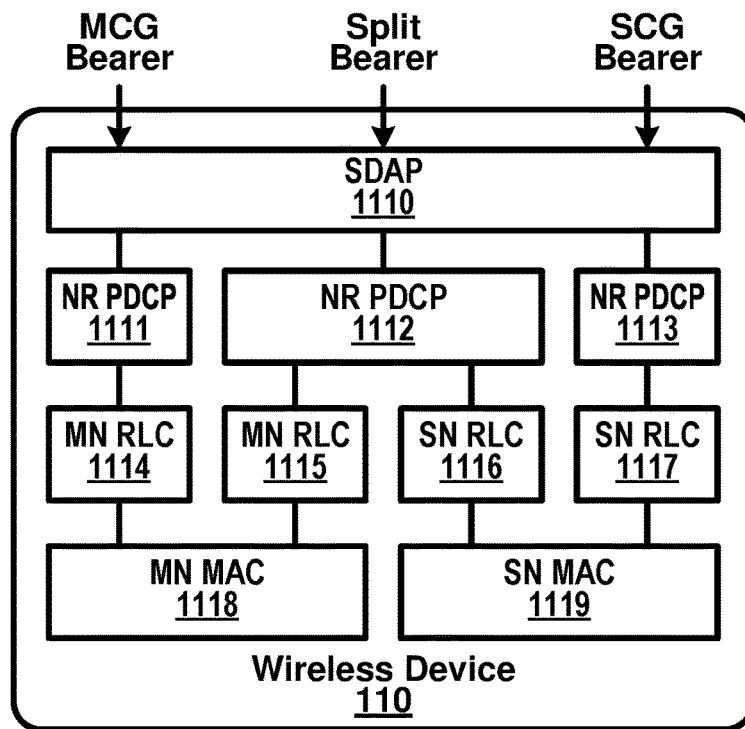 MCG Bearer
Split Bearer
SCG Bearer
SDAP
1110
NR PDCP
1111
NR PDCP
1112
NR PDCP
1113
MN RLC
1114
MN RLC
1115
SN RLC
1116
SN RLC
1117
MN MAC
1118
SN MAC
1119
Wireless Device
110